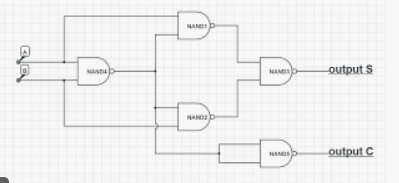 NAND1
A
B
NAND4
NAND3
output S
NAND2
NAND5
output C